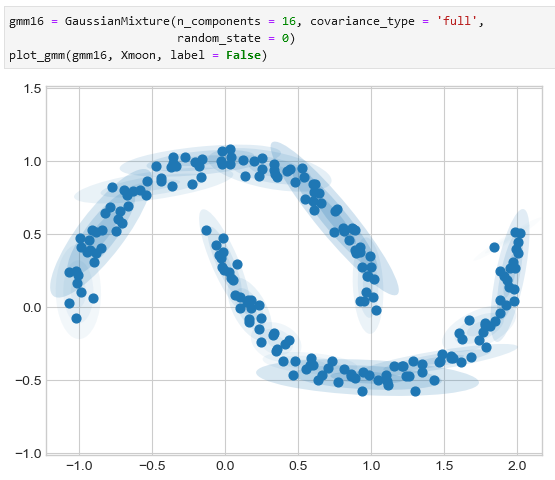 gmm16 = GaussianMixture(n_components = 16, covariance_type = 'full',
random_state = 0)
plot_gmm(gmm16, Xmoon, label = False)
1.5
1.0
0.5
0.0
−0.5
−1.0
−1.0 −0.5 0.0 0.5 1.0 1.5 2.0